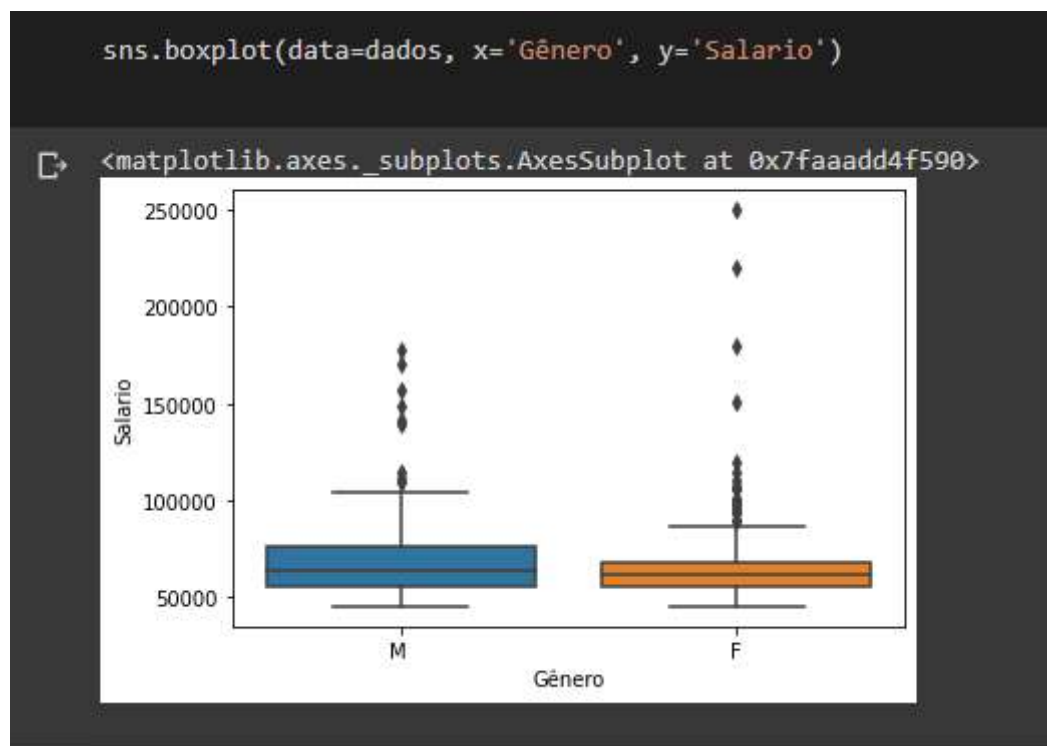 sns.boxplot(data=dados, x='Gênero', y='Salario')
<matplotlib.axes._subplots.AxesSubplot at 0x7faaadd4f590>
250000
200000
150000
100000
50000
Salario
M
F
Gênero